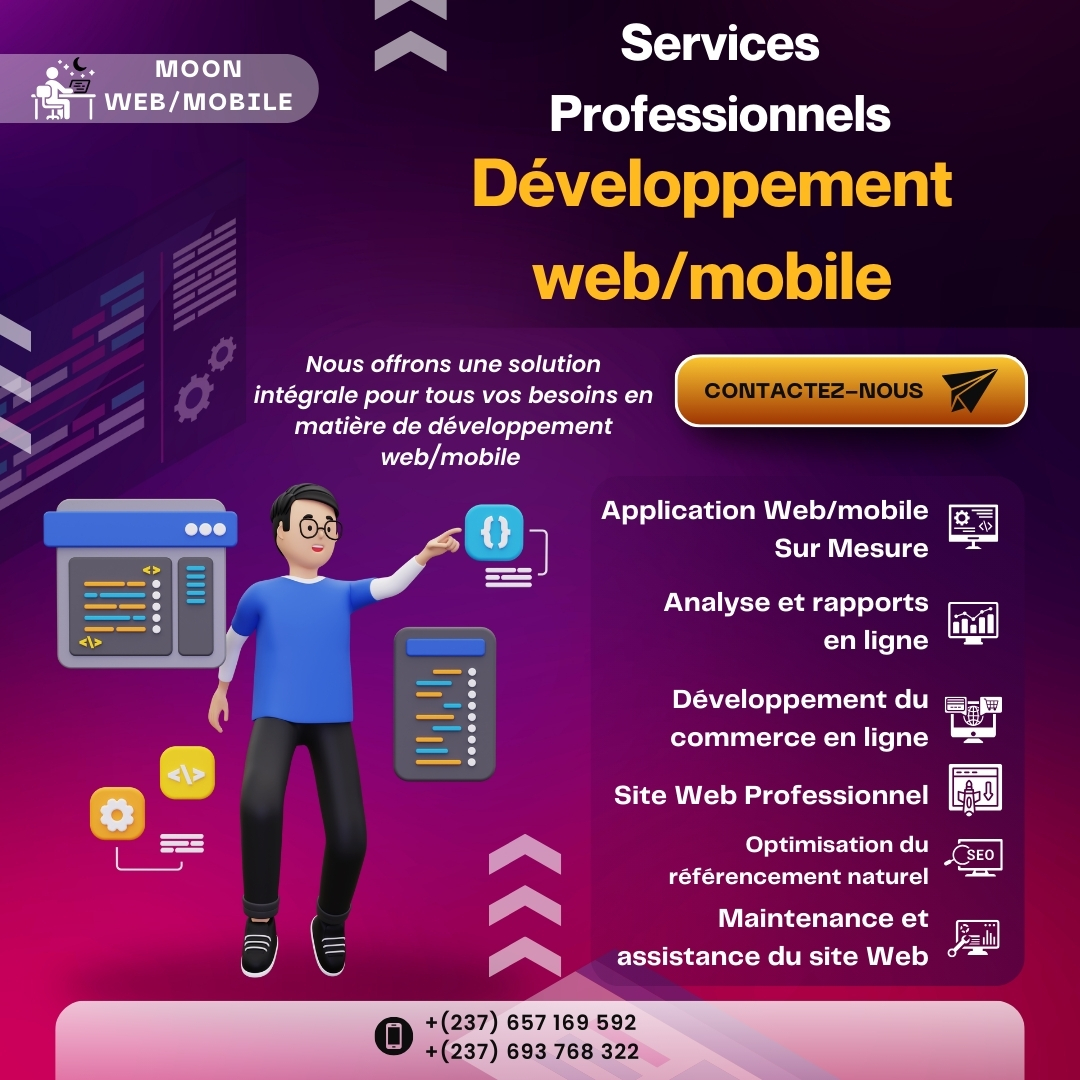 MOON
WEB/MOBILE
Services
Professionnels
Développement
web/mobile
Nous offrons une solution
intégrale pour tous vos besoins en
matière de développement
web/mobile
CONTACTEZ-NOUS
Application Web/mobile
Sur Mesure
Analyse et rapports
en ligne
Développement du
commerce en ligne
Site Web Professionnel
Optimisation du
référencement naturel
SEO
Maintenance et
assistance du site Web
+(237) 657 169 592
+(237) 693 768 322